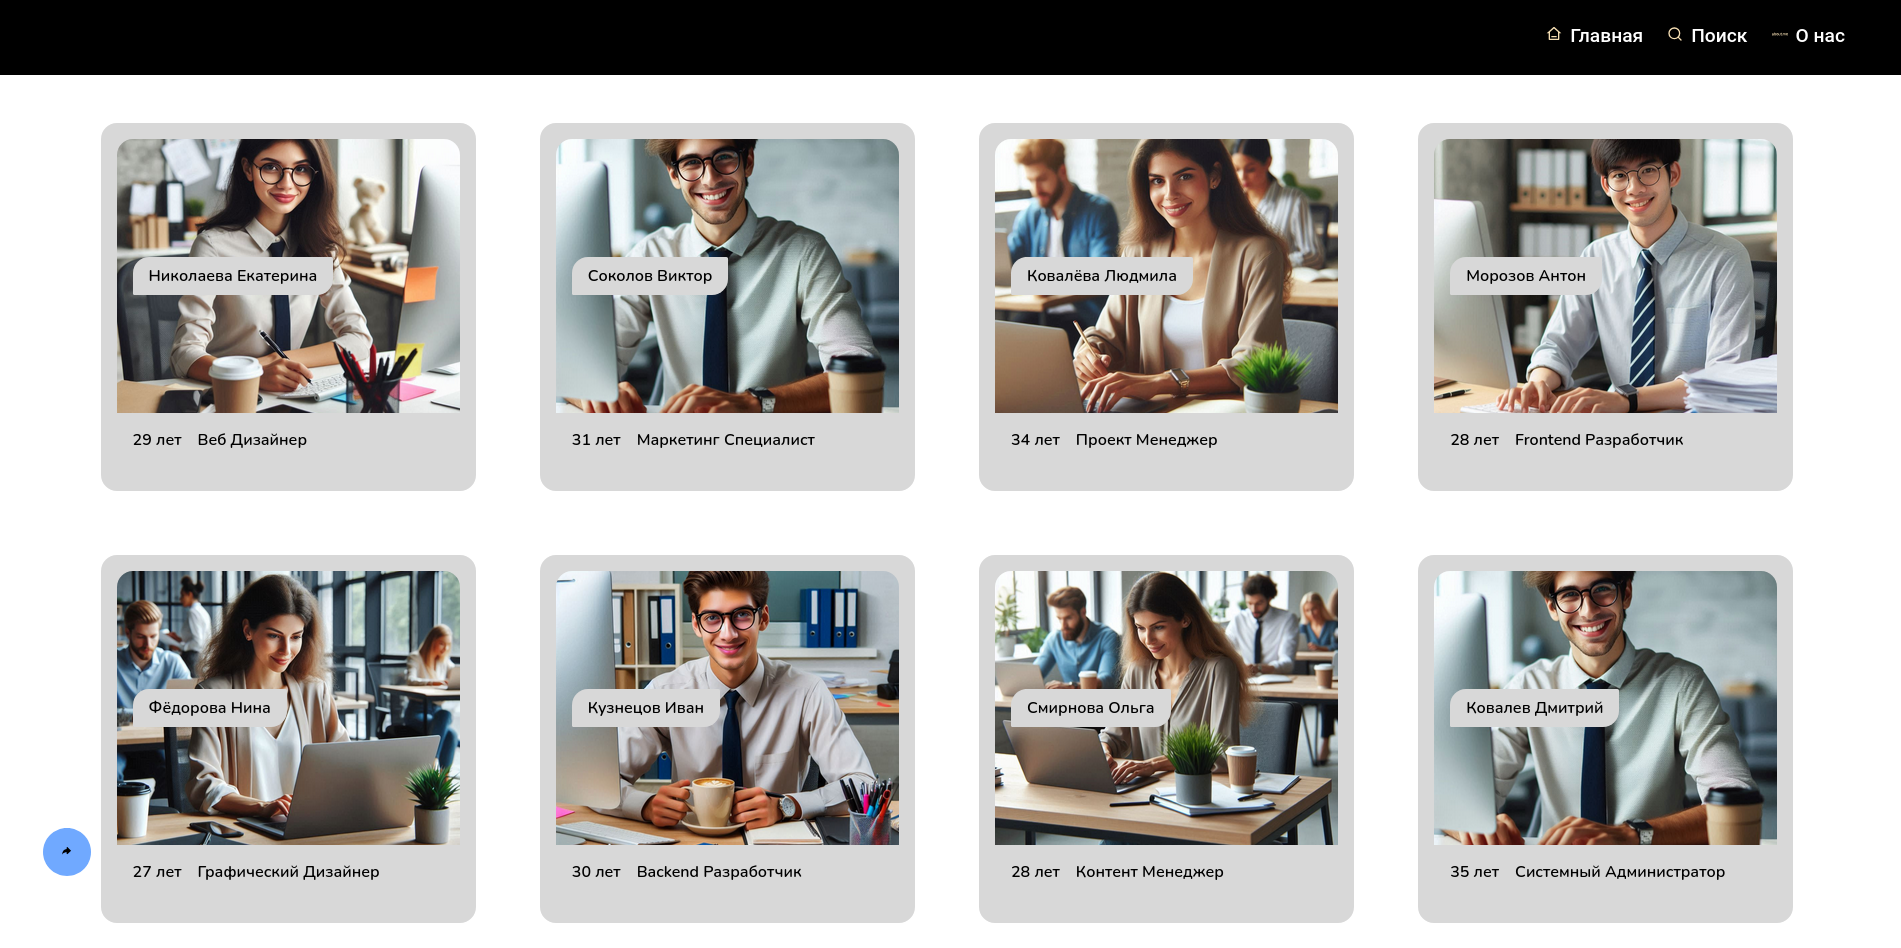 Главная
Поиск
О нас
Николаева Екатерина
Соколов Виктор
Ковалёва Людмила
Морозов Антон
29 лет Веб Дизайнер
31 лет Маркетинг Специалист
34 лет Проект Менеджер
28 лет Frontend Разработчик
Фёдорова Нина
Кузнецов Иван
Смирнова Ольга
Ковалев Дмитрий
27 лет Графический Дизайнер
30 лет Backend Разработчик
28 лет Контент Менеджер
35 лет Системный Администратор